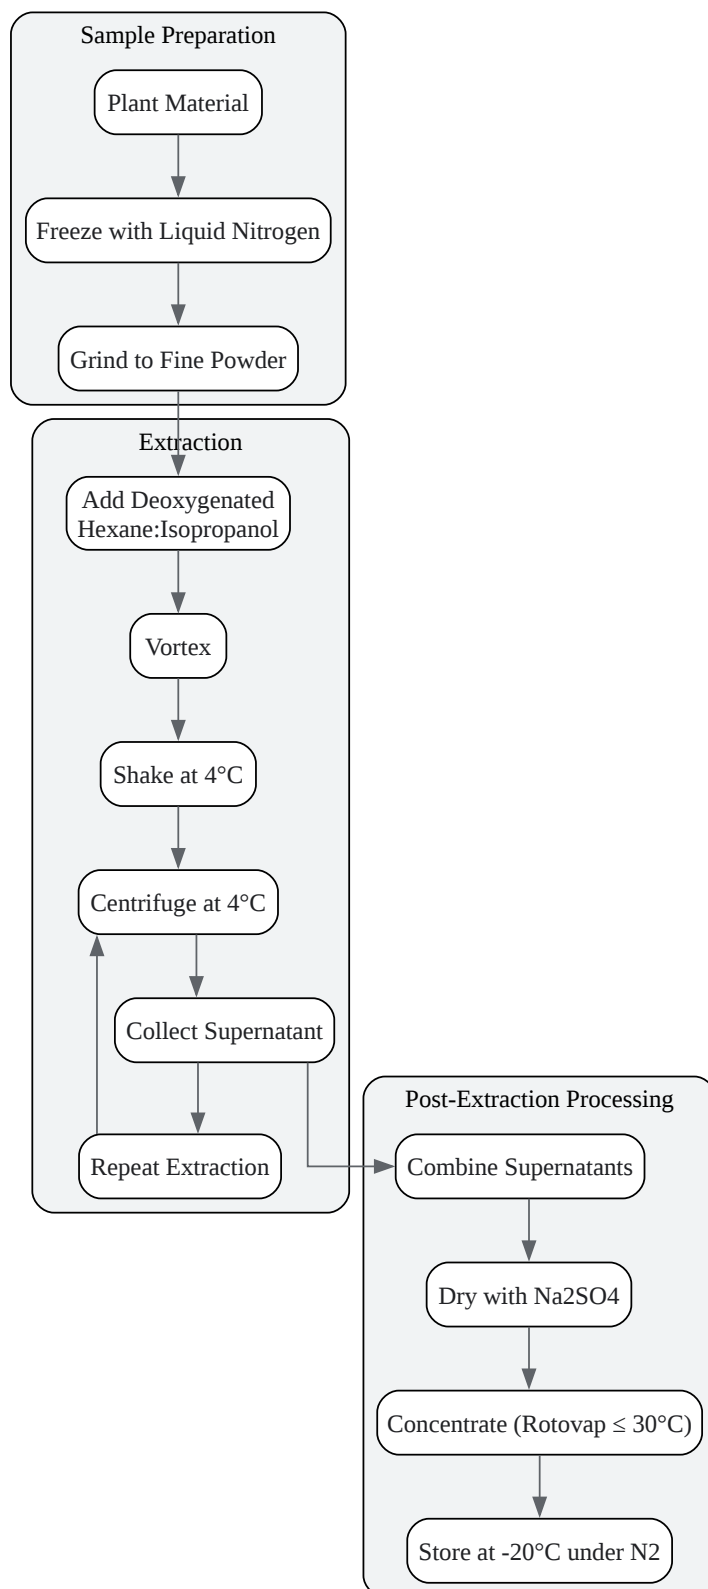 Sample Preparation
Plant Material
Freeze with Liquid Nitrogen
Grind to Fine Powder
Extraction
Add Deoxygenated
Hexane:Isopropanol
Vortex
Shake at 4°C
Centrifuge at 4°C
Collect Supernatant
Repeat Extraction
Post-Extraction Processing
Combine Supernatants
Dry with Na2SO4
Concentrate (Rotovap ≤ 30°C)
Store at -20°C under N2